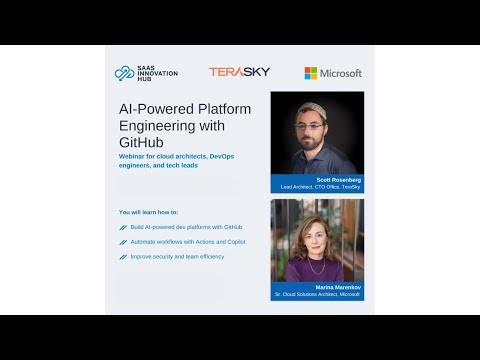 SAAS
INNOVATION
HUB
TERASKY
Microsoft
AI-Powered Platform
Engineering with
GitHub
Webinar for cloud architects, DevOps
engineers, and tech leads
Scott Rosenberg
Lead Architect, CTO Office, TeraSky
You will learn how to:
Build AI-powered dev platforms with GitHub
Automate workflows with Actions and Copilot
Improve security and team efficiency
Marina Marenkov
Sr. Cloud Solutions Architect, Microsoft